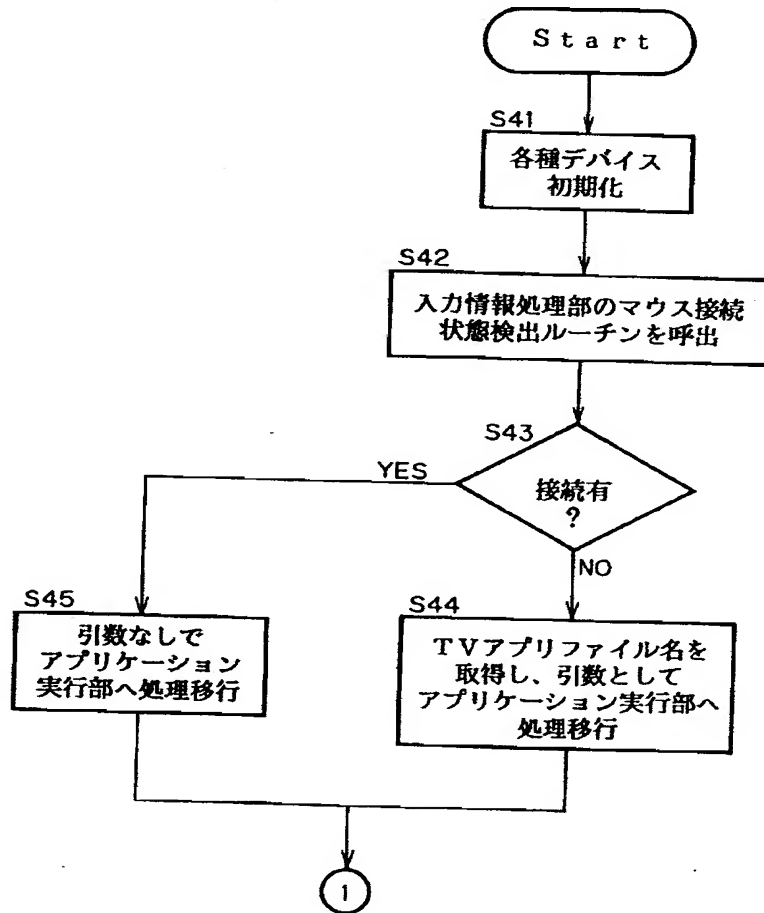 Start
S41
各種デバイス
初期化
S42
入力情報処理部のマウス接続
状態検出ルーチンを呼出
S43
YES
接続有
?
NO
S45
引数なしで
アプリケーション
実行部へ処理移行
S44
TVアプリファイル名を
取得し、引数として
アプリケーション実行部へ
処理移行
1